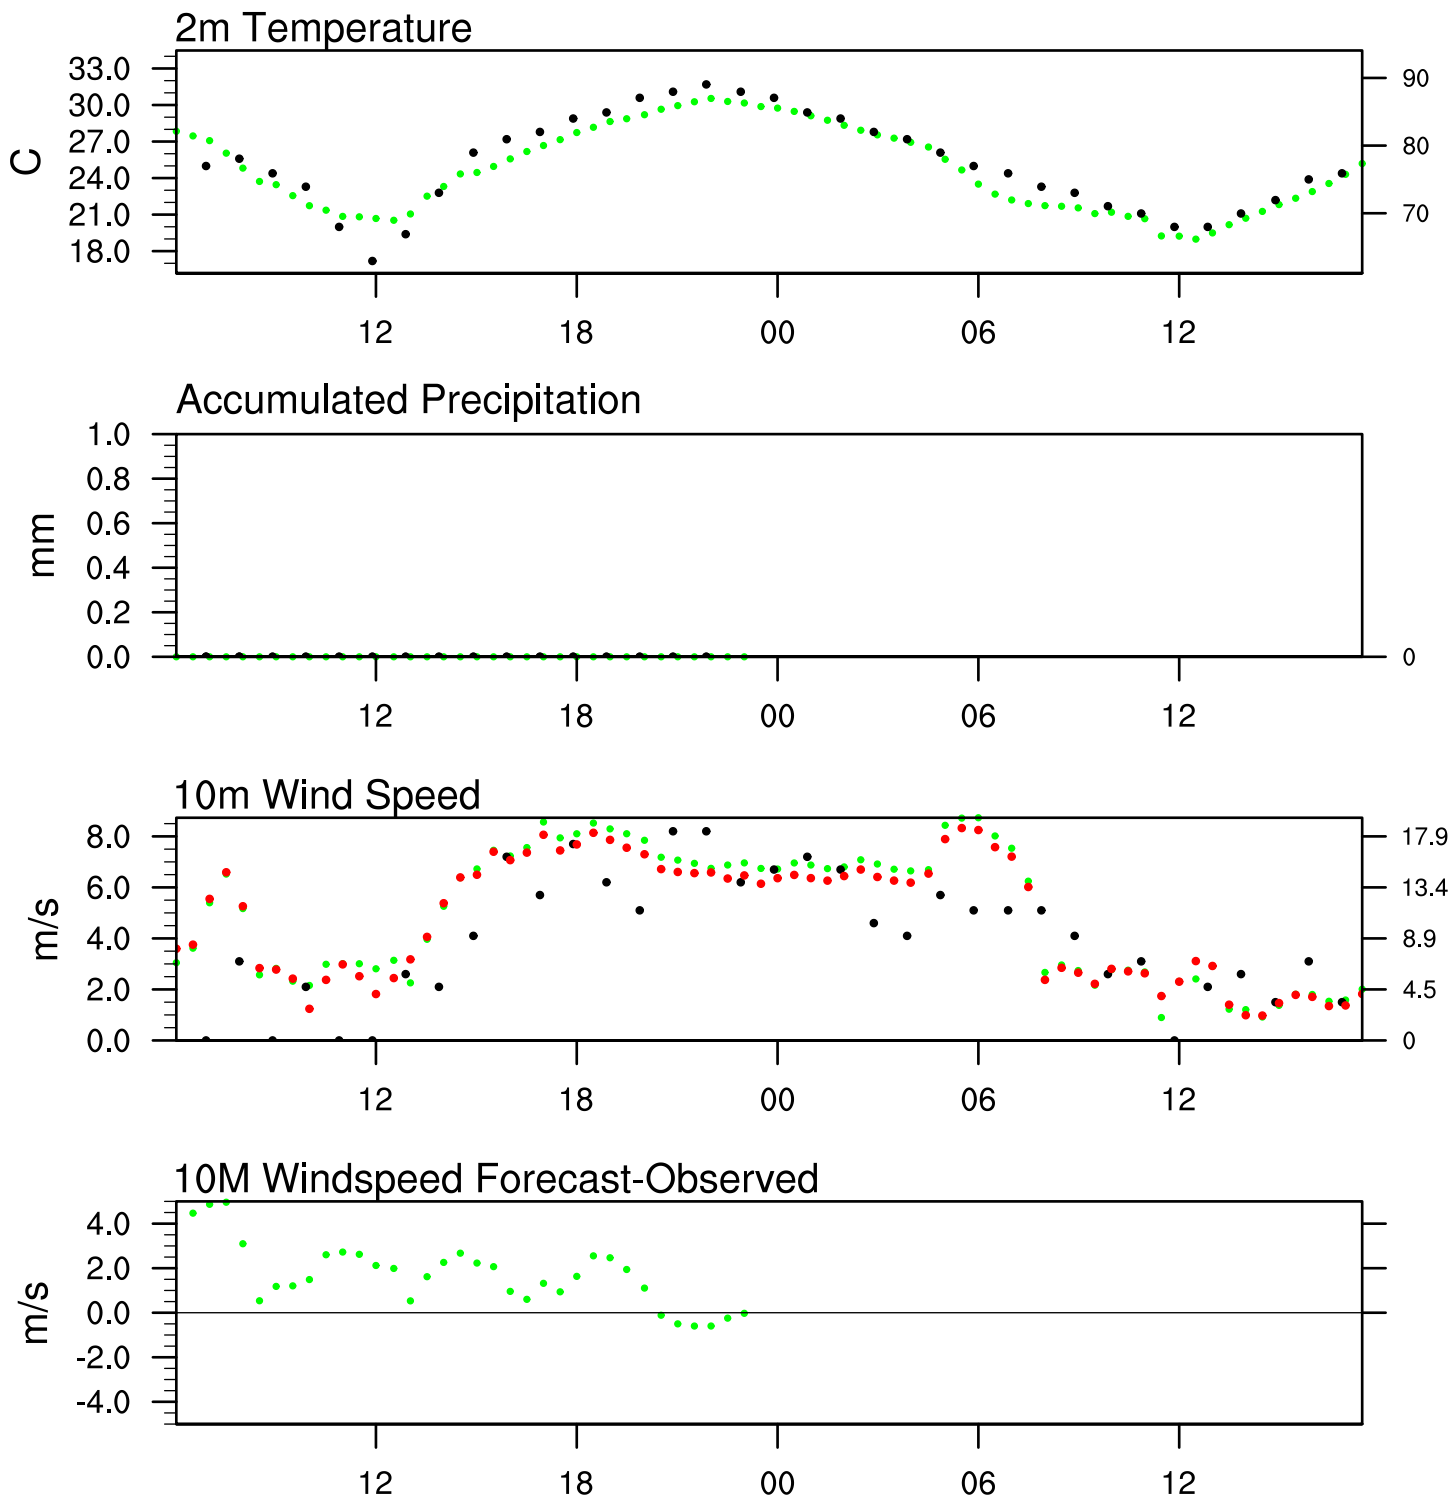 2m Temperature
33.0
30.0
27.0
24.0
21.0
18.0
C
90
80
70
12 18 00 06 12
Accumulated Precipitation
1.0
0.8
0.6
0.4
0.2
0.0
mm
0
12 18 00 06 12
10m Wind Speed
8.0
6.0
4.0
2.0
0.0
m/s
17.9
13.4
8.9
4.5
0
12 18 00 06 12
10M Windspeed Forecast-Observed
4.0
2.0
0.0
-2.0
-4.0
m/s
12 18 00 06 12